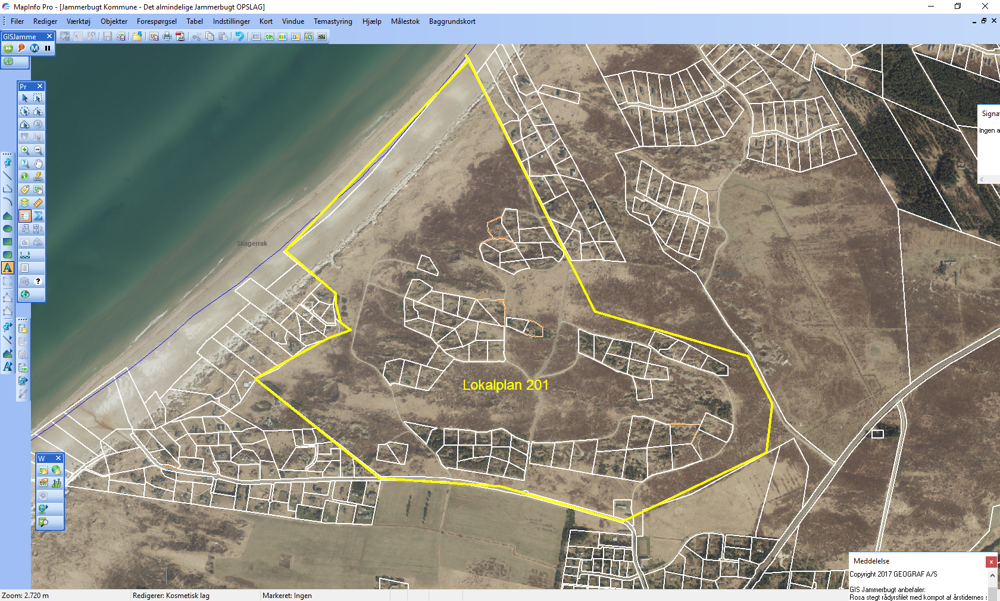 MapInfo Pro - [Jammerbugt Kommune - Det almindelige Jammerbugt OPSLAG]
Filer Rediger Værktøj Objekter Forespørgsel Tabel Indstillinger Kort Vindue Temastyring Hjælp Målestok Baggrundskort
GISJamme
Pr
Signa
Ingen a
Skagerrak
Lokalplan 201
W
Meddelelse
Copyright 2017 GEOGRAF A/S
GIS Jammerbugt anbefaler:
Rosa stegt rådyrsfilet med kompot af årstidernes s
Zoom: 2.720 m Redigerer: Kosmetisk lag Markeret: Ingen